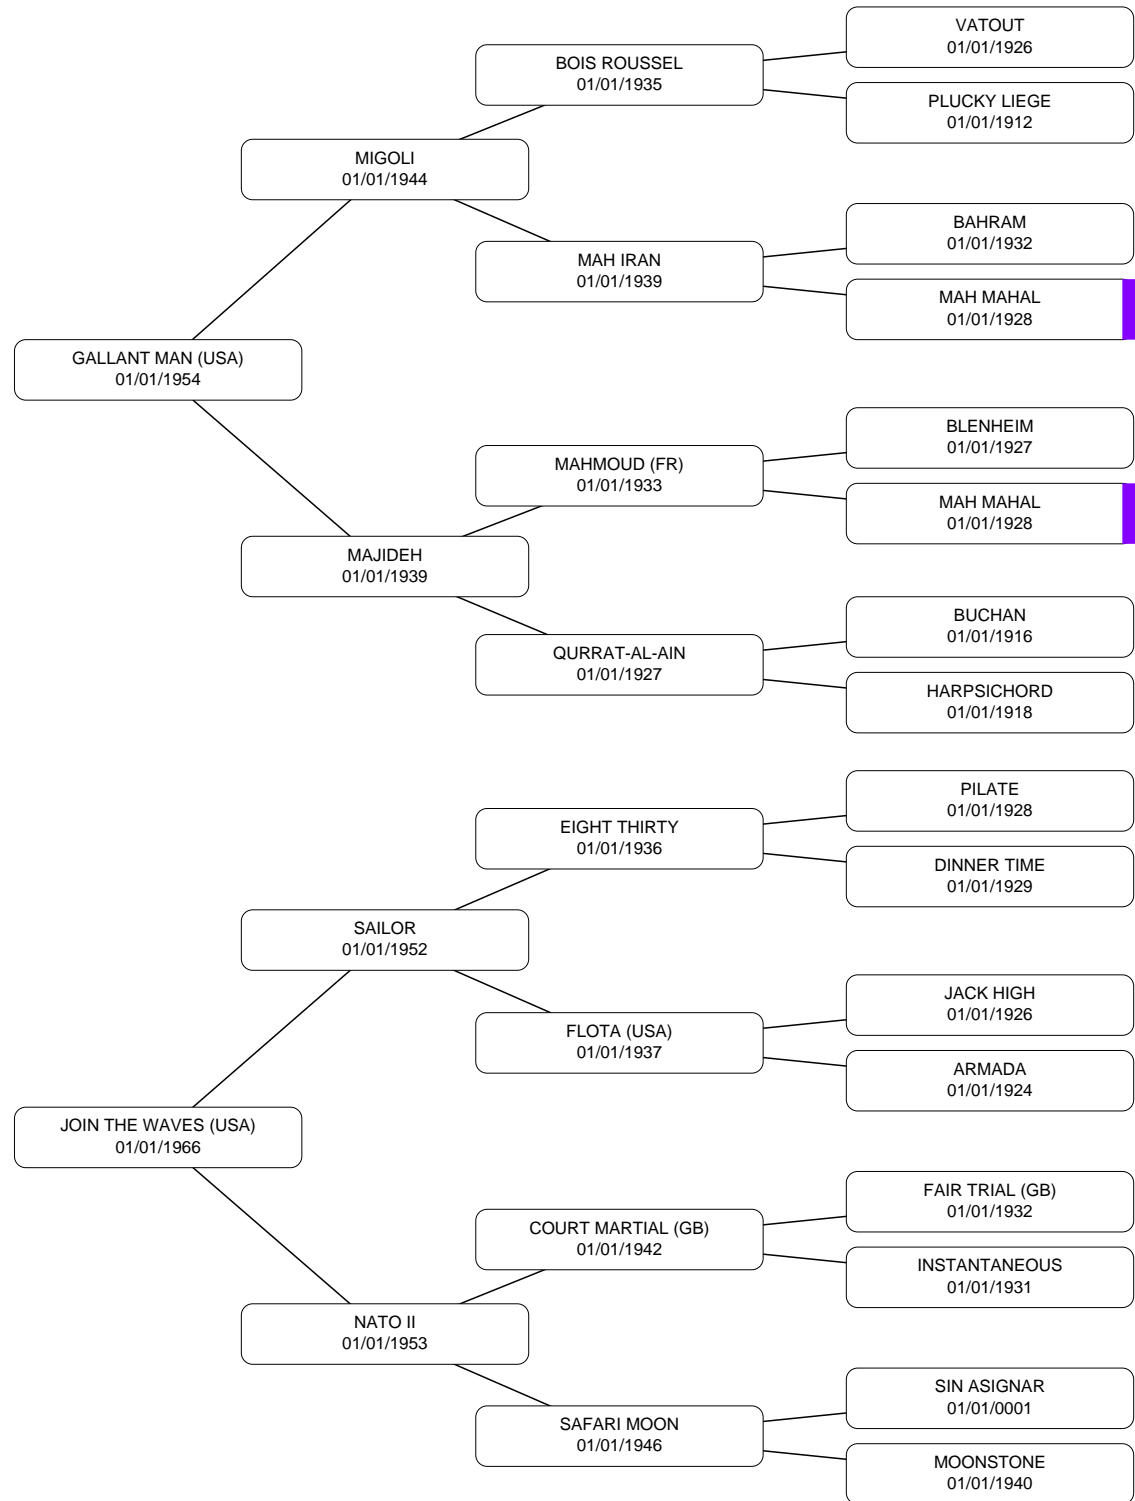 VATOUT
01/01/1926
BOIS ROUSSEL
01/01/1935
PLUCKY LIEGE
01/01/1912
MIGOLI
01/01/1944
BAHRAM
01/01/1932
MAH IRAN
01/01/1939
MAH MAHAL
01/01/1928
GALLANT MAN (USA)
01/01/1954
BLENHEIM
01/01/1927
MAHMOUD (FR)
01/01/1933
MAH MAHAL
01/01/1928
MAJIDEH
01/01/1939
BUCHAN
01/01/1916
QURRAT-AL-AIN
01/01/1927
HARPSICHORD
01/01/1918
PILATE
01/01/1928
EIGHT THIRTY
01/01/1936
DINNER TIME
01/01/1929
SAILOR
01/01/1952
JACK HIGH
01/01/1926
FLOTA (USA)
01/01/1937
ARMADA
01/01/1924
JOIN THE WAVES (USA)
01/01/1966
FAIR TRIAL (GB)
01/01/1932
COURT MARTIAL (GB)
01/01/1942
INSTANTANEOUS
01/01/1931
NATO II
01/01/1953
SIN ASIGNAR
01/01/0001
SAFARI MOON
01/01/1946
MOONSTONE
01/01/1940